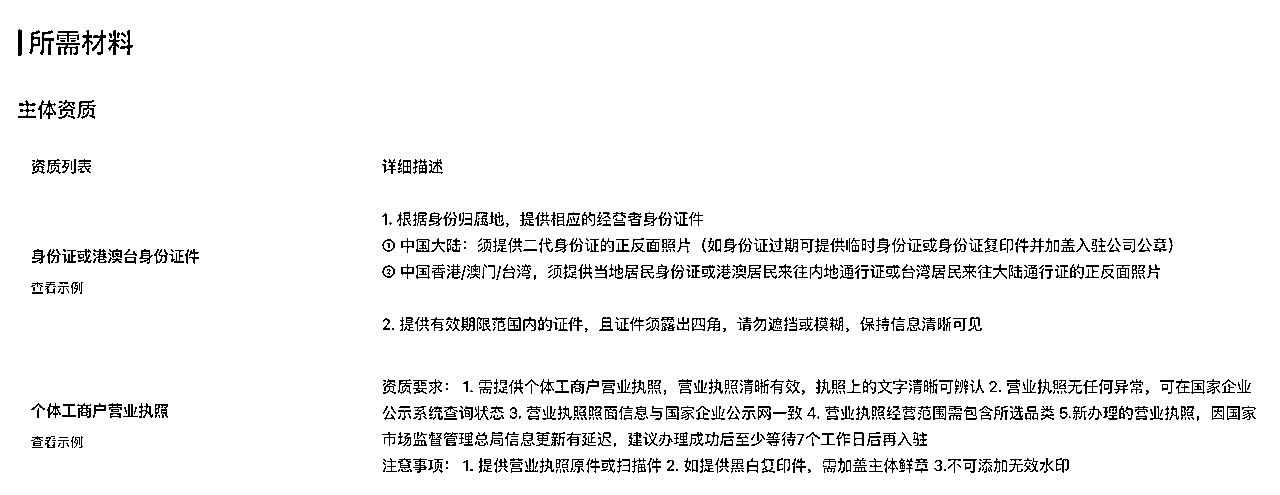 所需材料
主体资质
资质列表
详细描述
身份证或港澳台身份证件
查看示例
1. 根据身份归属地，提供相应的经营者身份证件
① 中国大陆：须提供二代身份证的正反面照片（如身份证过期可提供临时身份证或身份证复印件并加盖入驻公司公章）
② 中国香港/澳门/台湾，须提供当地居民身份证或港澳居民来往内地通行证或台湾居民来往大陆通行证的正反面照片
2. 提供有效期限范围内的证件，且证件须露出四角，请勿遮挡或模糊，保持信息清晰可见
个体工商户营业执照
查看示例
资质要求： 1. 需提供个体工商户营业执照，营业执照清晰有效，执照上的文字清晰可辨认 2. 营业执照无任何异常，可在国家企业
公示系统查询状态 3. 营业执照照面信息与国家企业公示网一致 4. 营业执照经营范围需包含所选品类 5.新办理的营业执照，因国家
市场监督管理总局信息更新有延迟，建议办理成功后至少等待7个工作日后再入驻
注意事项： 1. 提供营业执照原件或扫描件 2. 如提供黑白复印件，需加盖主体鲜章 3.不可添加无效水印